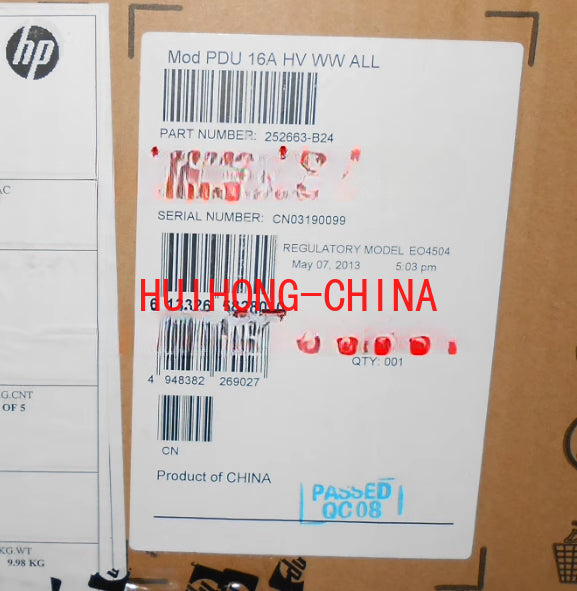 hp
Mod PDU 16A HV WW ALL
PART NUMBER: 252663-B24
SERIAL NUMBER: CN03190099
REGULATORY MODEL EO4504
May 07, 2013 5:03 pm
HUILHONG-CHINA
QTY: 001
4 948382 269027
CN
Product of CHINA
PASSED
QC08
AC
G.CNT
OF 5
KG.WT
9.98 KG